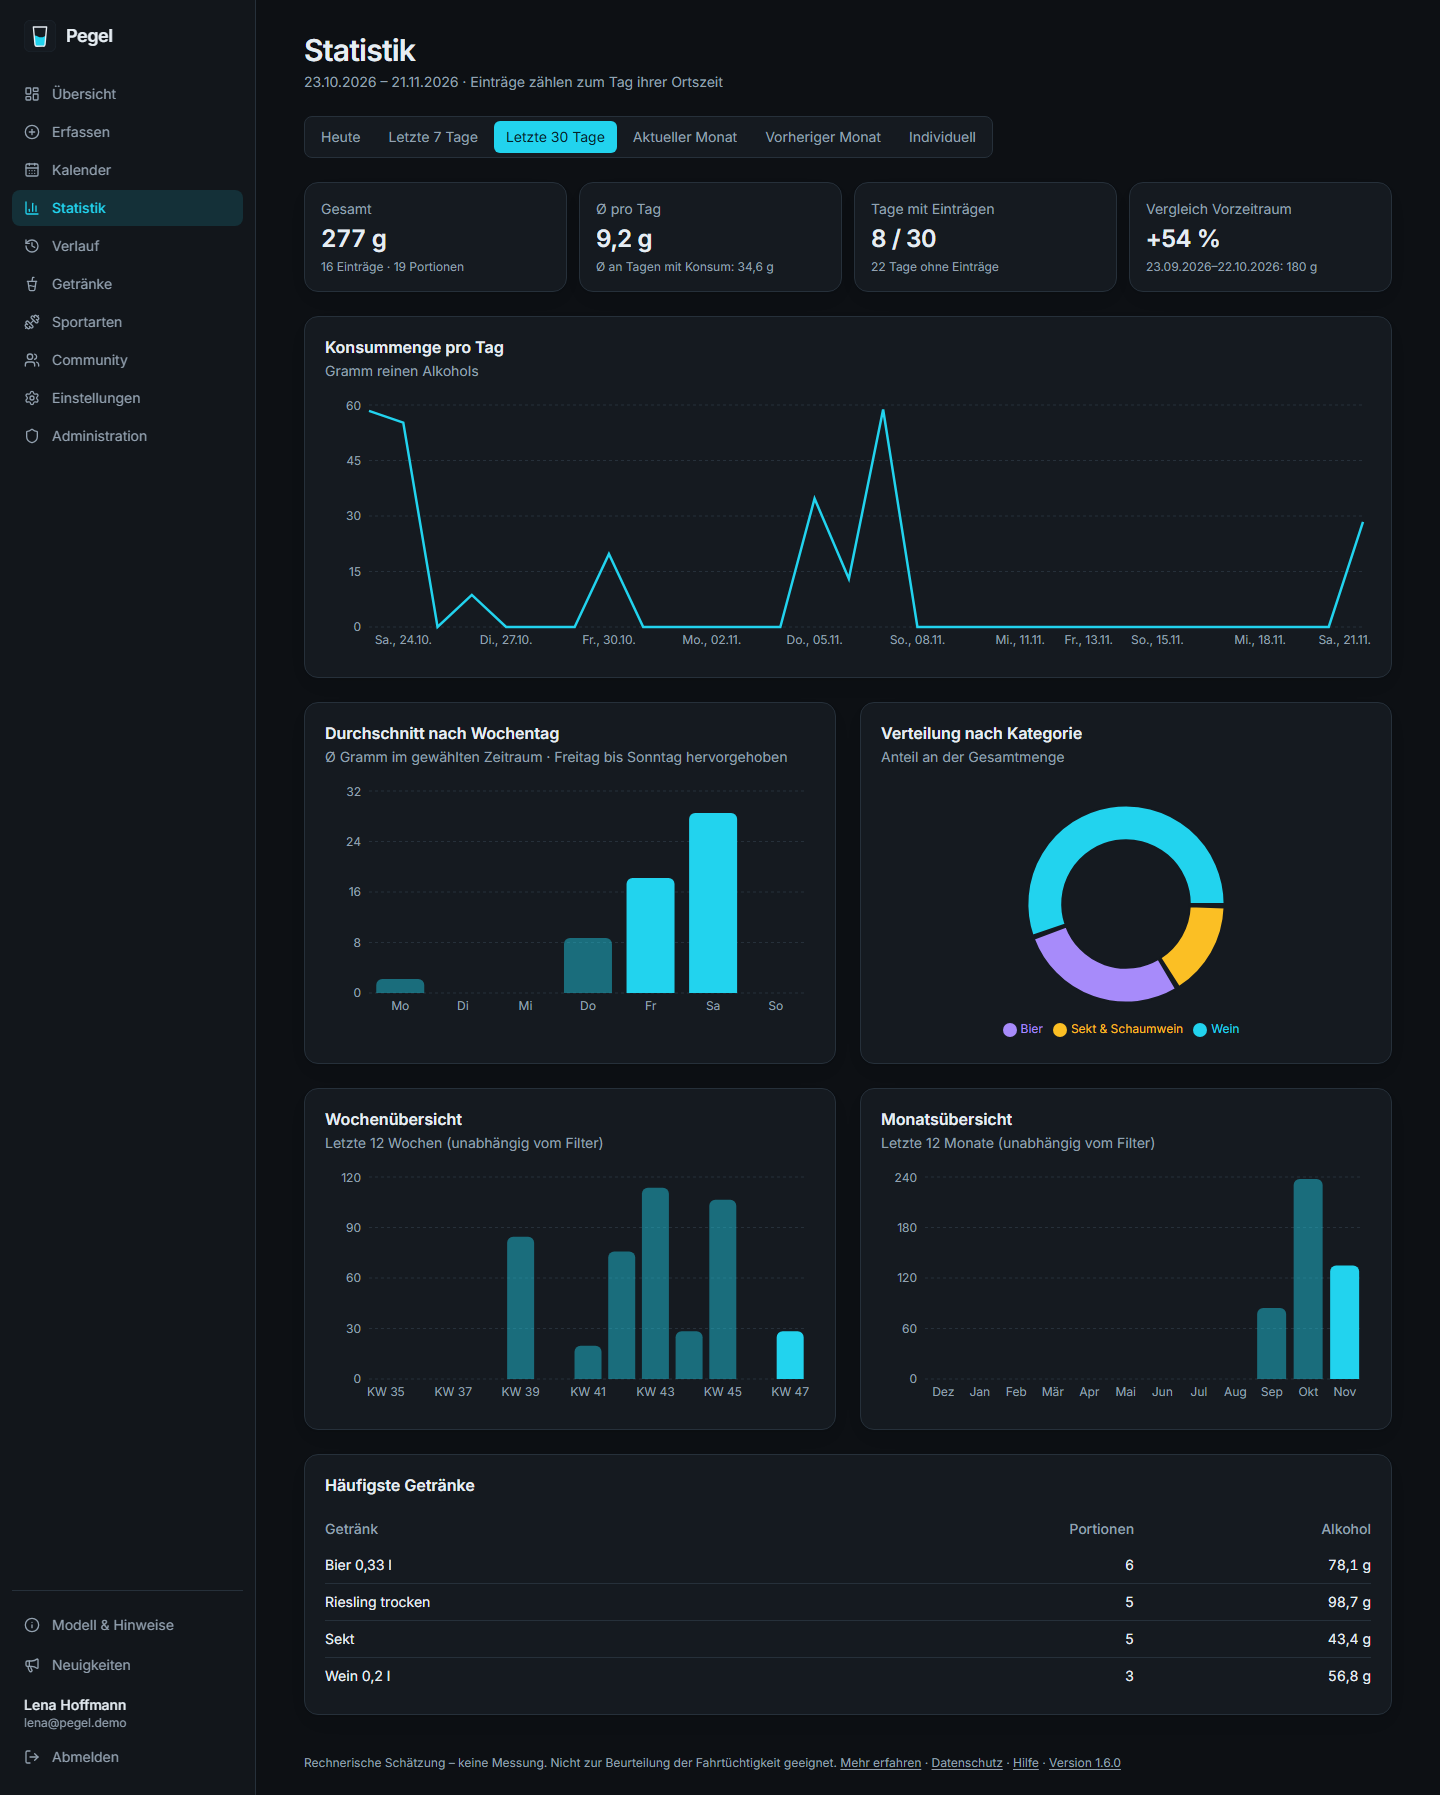 Pegel
Übersicht
Erfassen
Kalender
Statistik
Verlauf
Getränke
Sportarten
Community
Einstellungen
Administration
Modell & Hinweise
Neuigkeiten
Lena Hoffmann
lena@pegel.demo
Abmelden
Statistik
23.10.2026 – 21.11.2026 · Einträge zählen zum Tag ihrer Ortszeit
Heute Letzte 7 Tage Letzte 30 Tage Aktueller Monat Vorheriger Monat Individuell
Gesamt
277 g
16 Einträge · 19 Portionen
Ø pro Tag
9,2 g
Ø an Tagen mit Konsum: 34,6 g
Tage mit Einträgen
8 / 30
22 Tage ohne Einträge
Vergleich Vorzeitraum
+54 %
23.09.2026–22.10.2026: 180 g
Konsummenge pro Tag
Gramm reinen Alkohols
60
45
30
15
0
Sa., 24.10. Di., 27.10. Fr., 30.10. Mo., 02.11. Do., 05.11. So., 08.11. Mi., 11.11. Fr., 13.11. So., 15.11. Mi., 18.11. Sa., 21.11.
Durchschnitt nach Wochentag
Ø Gramm im gewählten Zeitraum · Freitag bis Sonntag hervorgehoben
32
24
16
8
0
Mo Di Mi Do Fr Sa So
Verteilung nach Kategorie
Anteil an der Gesamtmenge
Bier Sekt & Schaumwein Wein
Wochenübersicht
Letzte 12 Wochen (unabhängig vom Filter)
120
90
60
30
0
KW 35 KW 37 KW 39 KW 41 KW 43 KW 45 KW 47
Monatsübersicht
Letzte 12 Monate (unabhängig vom Filter)
240
180
120
60
0
Dez Jan Feb Mär Apr Mai Jun Jul Aug Sep Okt Nov
Häufigste Getränke
Getränk Portionen Alkohol
Bier 0,33 l 6 78,1 g
Riesling trocken 5 98,7 g
Sekt 5 43,4 g
Wein 0,2 l 3 56,8 g
Rechnerische Schätzung – keine Messung. Nicht zur Beurteilung der Fahrtüchtigkeit geeignet. Mehr erfahren · Datenschutz · Hilfe · Version 1.6.0